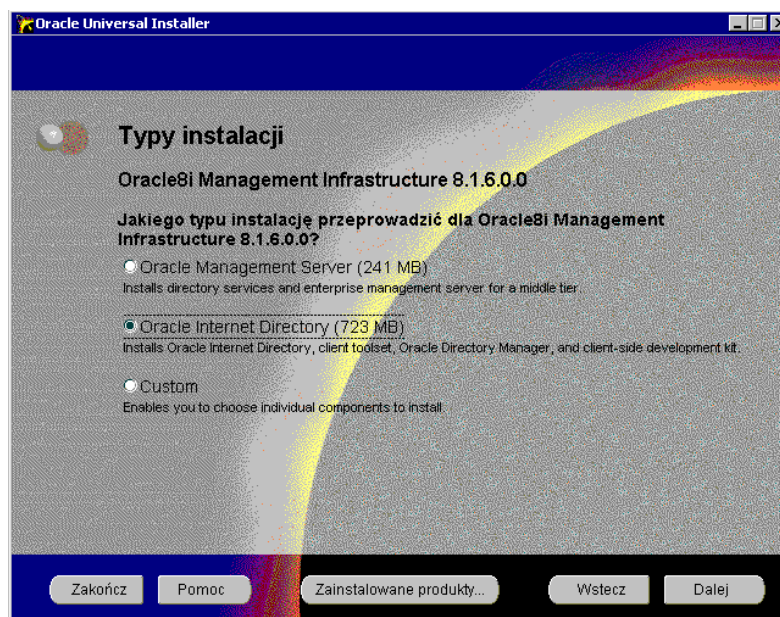 Oracle Universal Installer
Typy instalacji
Oracle8i Management Infrastructure 8.1.6.0.0
Jakiego typu instalację przeprowadzić dla Oracle8i Management
Infrastructure 8.1.6.0.0?
Oracle Management Server (241 MB)
Installs directory services and enterprise management server for a middle tier.
Oracle Internet Directory (723 MB)
Installs Oracle Internet Directory, client toolset, Oracle Directory Manager, and client-side development kit.
Custom
Enables you to choose individual components to install.
Zakończ
Pomoc
Zainstalowane produkty...
Wstecz
Dalej